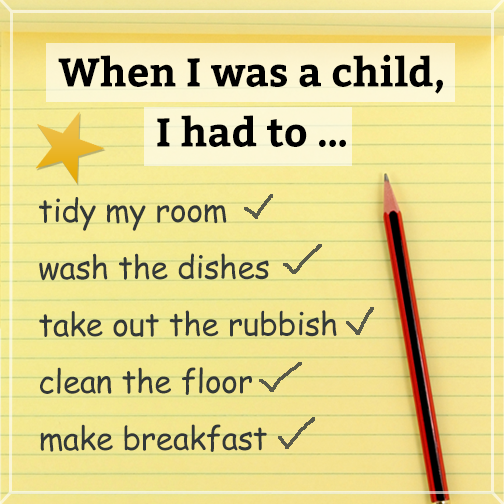 When I was a child,
I had to ...
tidy my room
wash the dishes
take out the rubbish
clean the floor
make breakfast